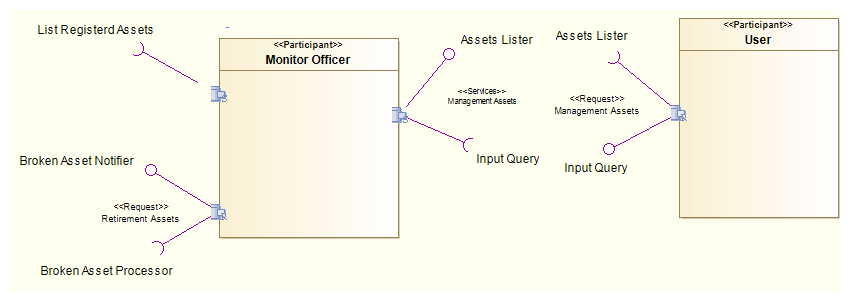 List Registerd Assets
<<Participant>>
Monitor Officer
Assets Lister
<<Services>>
Management Assets
Input Query
Broken Asset Notifier
<<Request>>
Retirement Assets
Broken Asset Processor
Assets Lister
<<Request>>
Management Assets
Input Query
<<Participant>>
User